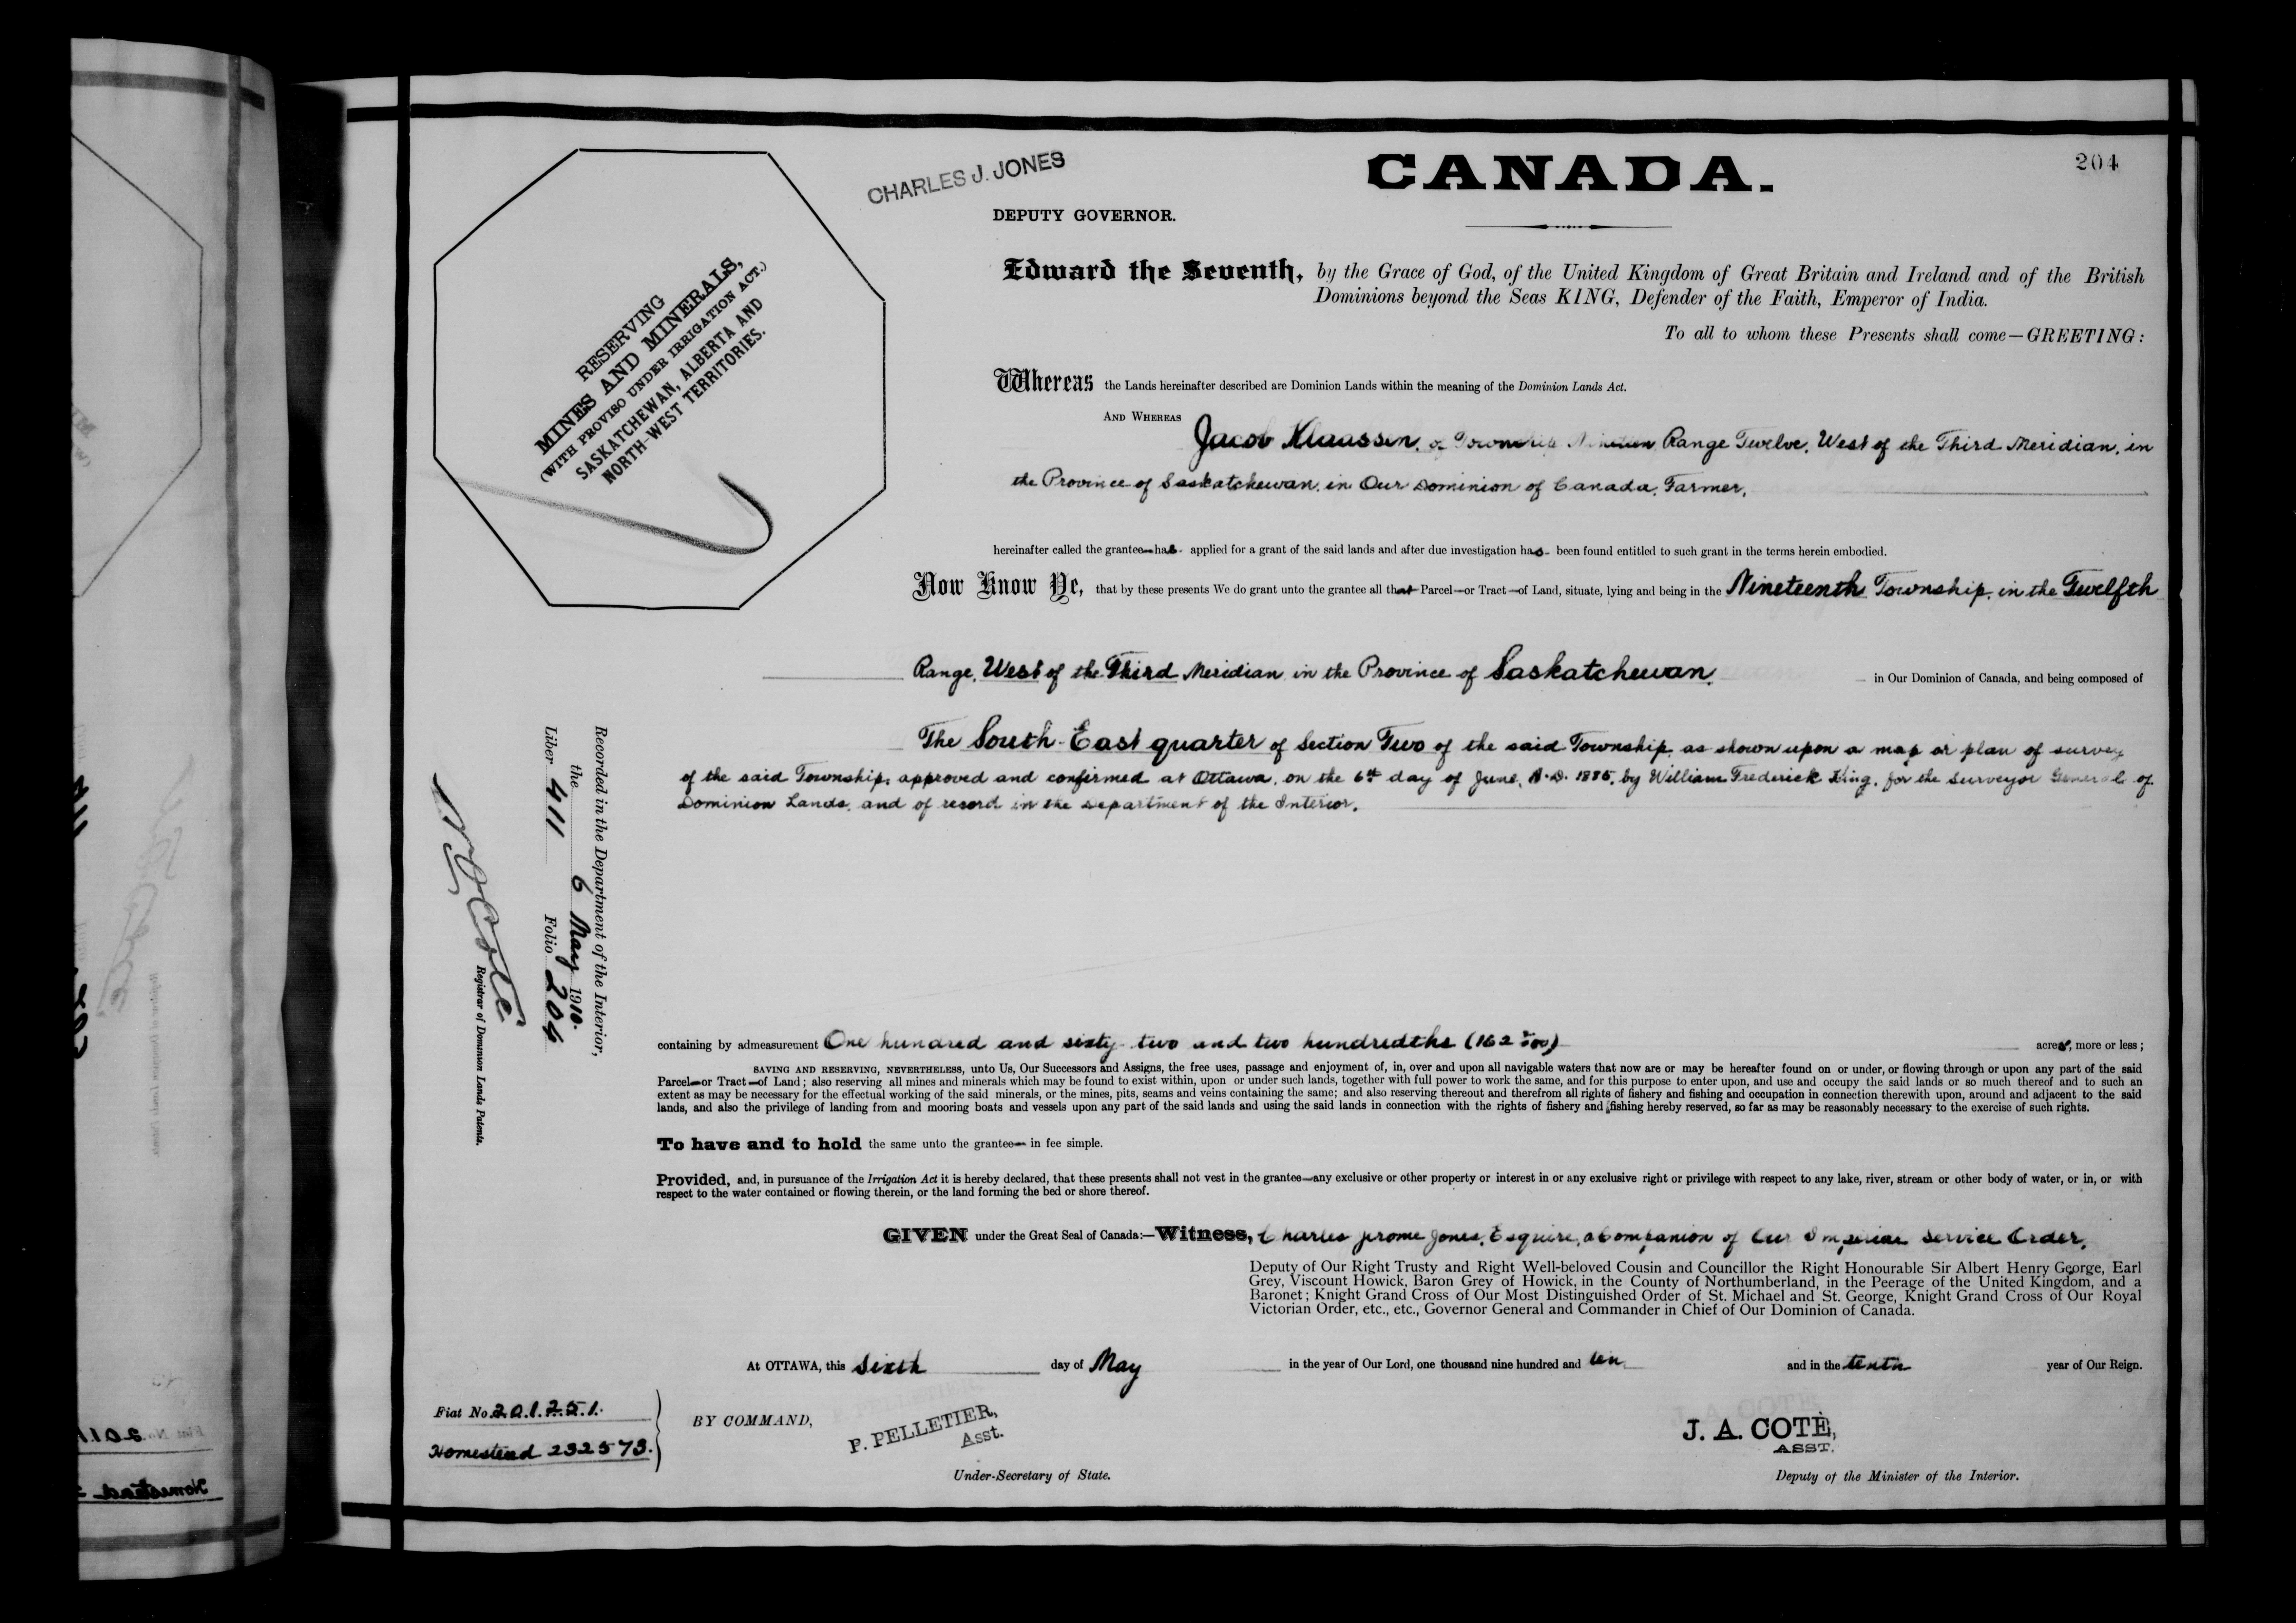 204
CANADA.
CHARLES J. JONES
DEPUTY GOVERNOR.
RESERVING
MINES AND MINERALS,
(WITH PROVISO UNDER IRRIGATION ACT.)
SASKATCHEWAN, ALBERTA AND
NORTH-WEST TERRITORIES.
Edward the Seventh, by the Grace of God, of the United Kingdom of Great Britain and Ireland and of the British
Dominions beyond the Seas KING, Defender of the Faith, Emperor of India.
To all to whom these Presents shall come—GREETING:
Whereas the Lands hereinafter described are Dominion Lands within the meaning of the Dominion Lands Act.
AND WHEREAS
Jacob Klaassen, of Township Nineteen Range Twelve, West of the Third Meridian, in
the Province of Saskatchewan, in Our Dominion of Canada, Farmer,
hereinafter called the grantee—has applied for a grant of the said lands and after due investigation has been found entitled to such grant in the terms herein embodied.
Now Know Ye, that by these presents We do grant unto the grantee all that Parcel—or Tract—of Land, situate, lying and being in the Nineteenth Township, in the Twelfth
Range, West of the Third Meridian in the Province of Saskatchewan, in Our Dominion of Canada, and being composed of
The South-East quarter of Section Two of the said Township, as shown upon a map or plan of survey
of the said Township, approved and confirmed at Ottawa, on the 6th day of June, A.D. 1885, by William Frederick King, for the Surveyor General of
Dominion Lands, and of record in the Department of the Interior.
Recorded in the Department of the Interior,
the 6 May 1910.
Liber 411 Folio 204
Registrar of Dominion Lands Patents.
containing by admeasurement One hundred and sixty two and two hundredths (162 2/100) acres, more or less;
SAVING AND RESERVING, NEVERTHELESS, unto Us, Our Successors and Assigns, the free uses, passage and enjoyment of, in, over and upon all navigable waters that now are or may be hereafter found on or under, or flowing through or upon any part of the said
Parcel—or Tract—of Land; also reserving all mines and minerals which may be found to exist within, upon or under such lands, together with full power to work the same, and for this purpose to enter upon, and use and occupy the said lands or so much thereof and to such an
extent as may be necessary for the effectual working of the said minerals, or the mines, pits, seams and veins containing the same; and also reserving thereout and therefrom all rights of fishery and fishing and occupation in connection therewith upon, around and adjacent to the said
lands, and also the privilege of landing from and mooring boats and vessels upon any part of the said lands and using the said lands in connection with the rights of fishery and fishing hereby reserved, so far as may be reasonably necessary to the exercise of such rights.
To have and to hold the same unto the grantee— in fee simple.
Provided, and, in pursuance of the Irrigation Act it is hereby declared, that these presents shall not vest in the grantee—any exclusive or other property or interest in or any exclusive right or privilege with respect to any lake, river, stream or other body of water, or in, or with
respect to the water contained or flowing therein, or the land forming the bed or shore thereof.
GIVEN under the Great Seal of Canada:—Witness, Charles Jerome Jones, Esquire, a Companion of Our Imperial Service Order,
Deputy of Our Right Trusty and Right Well-beloved Cousin and Councillor the Right Honourable Sir Albert Henry George, Earl
Grey, Viscount Howick, Baron Grey of Howick, in the County of Northumberland, in the Peerage of the United Kingdom, and a
Baronet; Knight Grand Cross of Our Most Distinguished Order of St. Michael and St. George, Knight Grand Cross of Our Royal
Victorian Order, etc., etc., Governor General and Commander in Chief of Our Dominion of Canada.
At OTTAWA, this Sixth day of May in the year of Our Lord, one thousand nine hundred and ten and in the tenth year of Our Reign.
Fiat No. 201251.
Homestead 232573.
BY COMMAND,
P. PELLETIER,
Asst.
Under-Secretary of State.
J. A. COTÉ,
ASST.
Deputy of the Minister of the Interior.